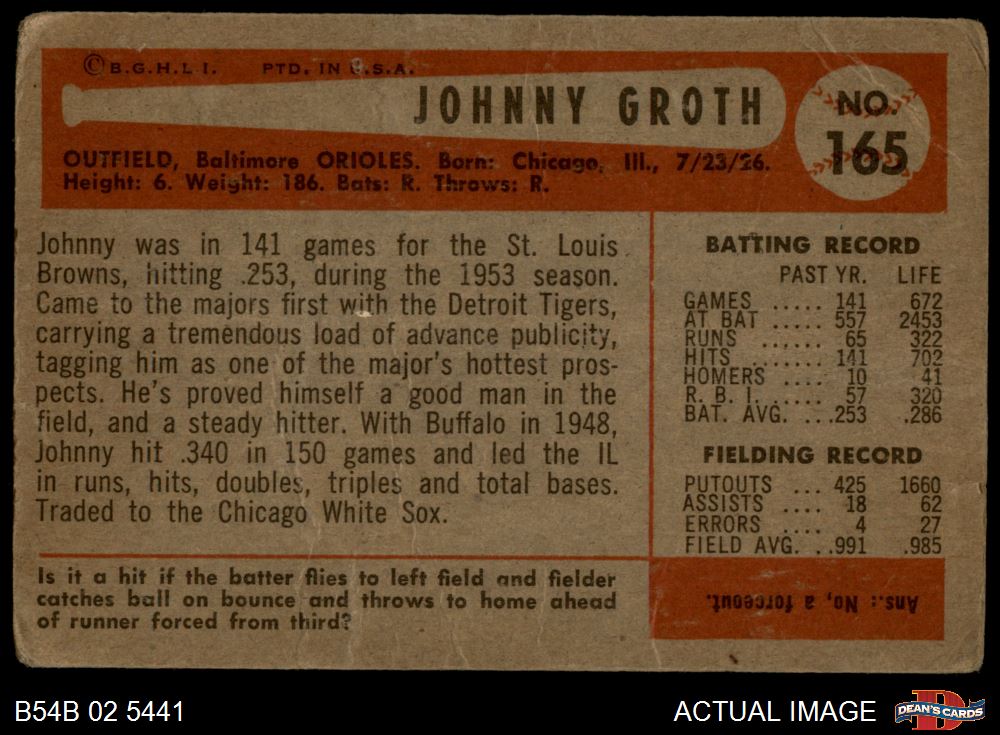 © B.G.H.L.I. PTD. IN U.S.A.
JOHNNY GROTH
NO.
165
OUTFIELD, Baltimore ORIOLES. Born: Chicago, Ill., 7/23/26.
Height: 6. Weight: 186. Bats: R. Throws: R.
Johnny was in 141 games for the St. Louis
Browns, hitting .253, during the 1953 season.
Came to the majors first with the Detroit Tigers,
carrying a tremendous load of advance publicity,
tagging him as one of the major's hottest pros-
pects. He's proved himself a good man in the
field, and a steady hitter. With Buffalo in 1948,
Johnny hit .340 in 150 games and led the IL
in runs, hits, doubles, triples and total bases.
Traded to the Chicago White Sox.
BATTING RECORD
PAST YR. LIFE
GAMES ..... 141 672
AT BAT ..... 557 2453
RUNS ...... 65 322
HITS ....... 141 702
HOMERS .... 10 41
R. B. I. ..... 57 320
BAT. AVG. ... .253 .286
FIELDING RECORD
PUTOUTS ... 425 1660
ASSISTS .... 18 62
ERRORS .... 4 27
FIELD AVG. . .991 .985
Is it a hit if the batter flies to left field and fielder
catches ball on bounce and throws to home ahead
of runner forced from third?
Ans.: No, a forceout.
B54B 02 5441
ACTUAL IMAGE
D
DEAN'S CARDS